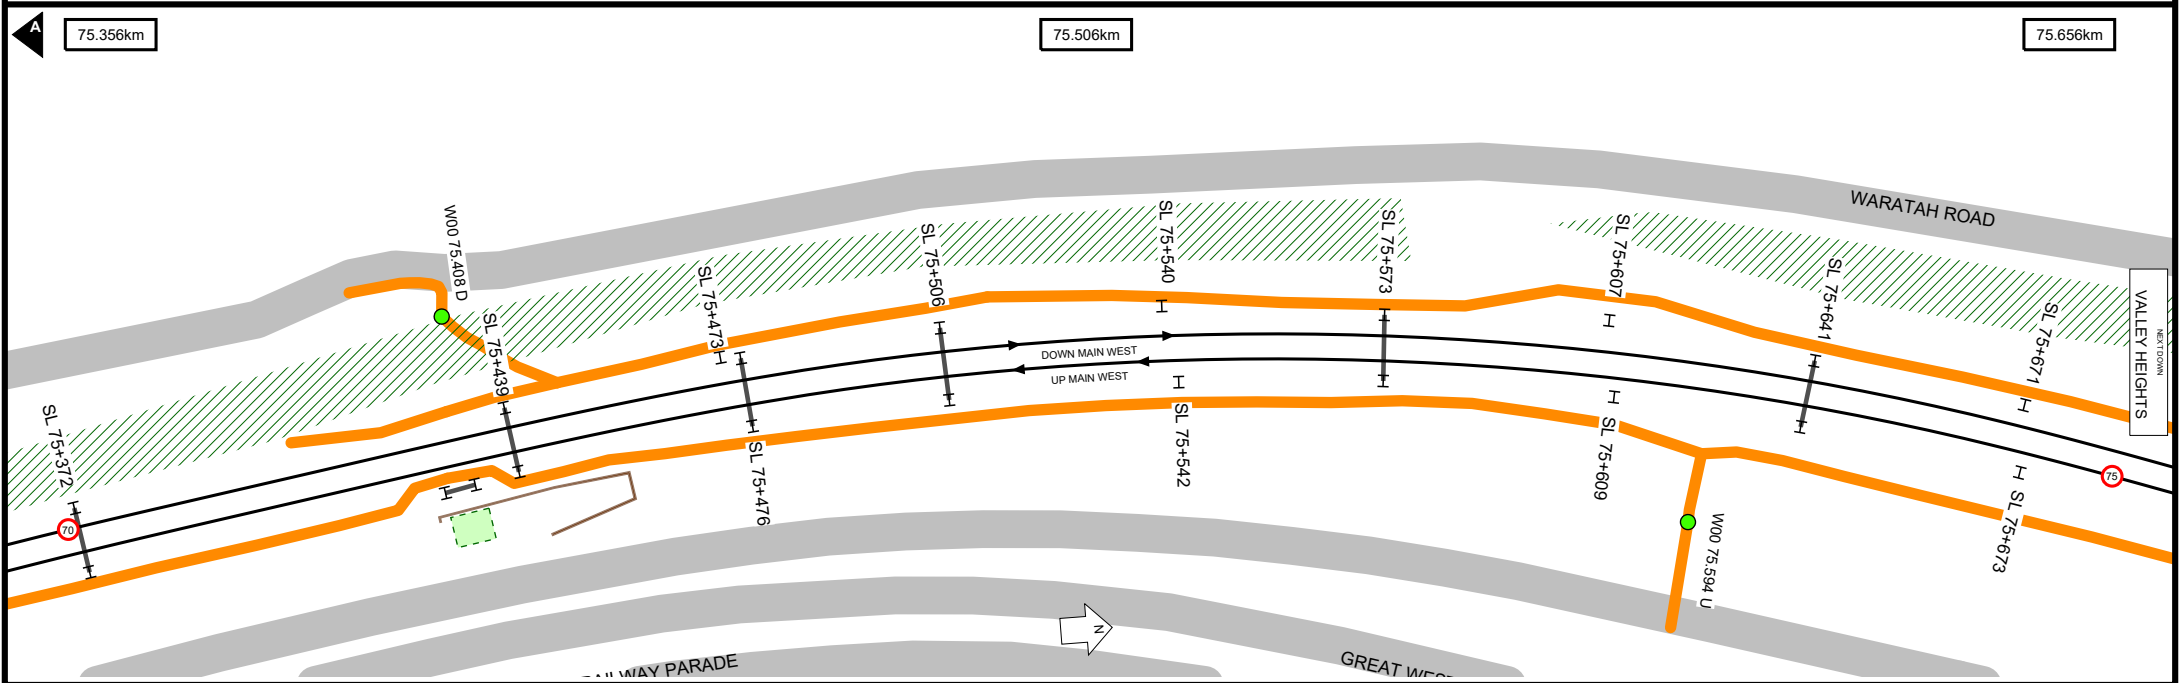 A
75.356km
75.506km
75.656km
WARATAH ROAD
W00 75.408 D
SL 75+372
SL 75+439
SL 75+473
SL 75+476
SL 75+506
SL 75+540
SL 75+542
SL 75+573
SL 75+607
SL 75+609
SL 75+641
SL 75+671
SL 75+673
DOWN MAIN WEST
UP MAIN WEST
VALLEY HEIGHTS
NEXT DOWN
70
75
W00 75.594 U
N
AILWAY PARADE
GREAT WES